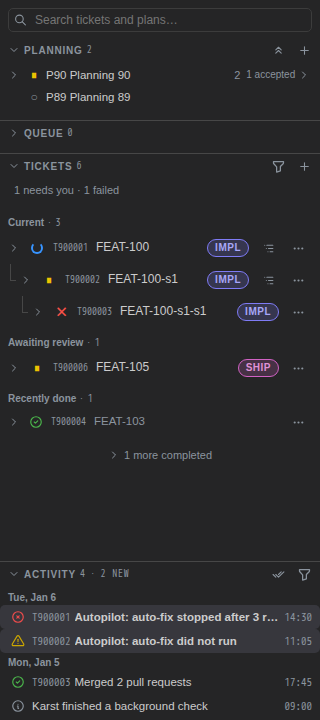 Search tickets and plans…
PLANNING 2
P90 Planning 90 2 1 accepted
P89 Planning 89
QUEUE 0
TICKETS 6
1 needs you · 1 failed
Current · 3
T900001 FEAT-100 IMPL
T900002 FEAT-100-s1 IMPL
T900003 FEAT-100-s1-s1 IMPL
Awaiting review · 1
T900006 FEAT-105 SHIP
Recently done · 1
T900004 FEAT-103
1 more completed
ACTIVITY 4 · 2 NEW
Tue, Jan 6
T900001 Autopilot: auto-fix stopped after 3 r… 14:30
T900002 Autopilot: auto-fix did not run 11:05
Mon, Jan 5
T900003 Merged 2 pull requests 17:45
Karst finished a background check 09:00